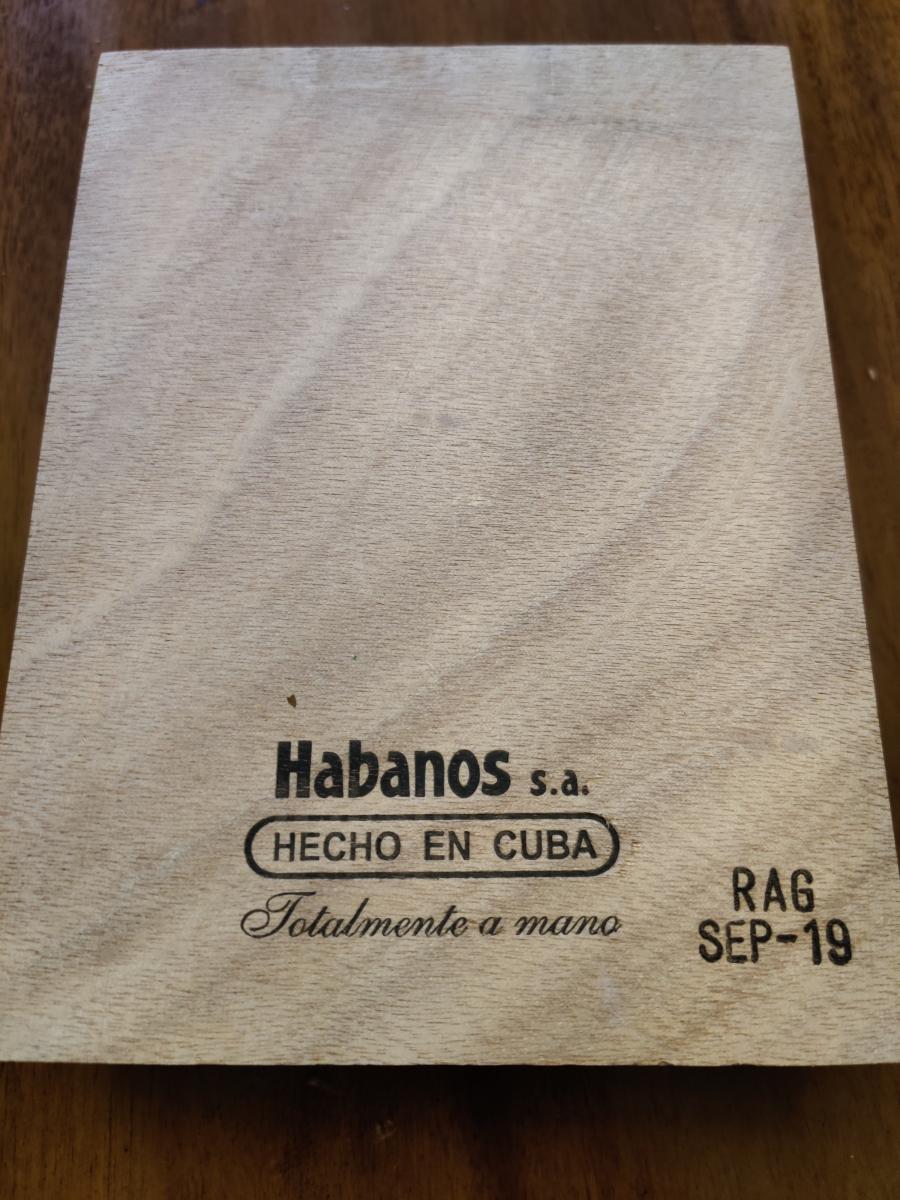 Habanos s.a.
HECHO EN CUBA
Totalmente a mano
RAG
SEP-19